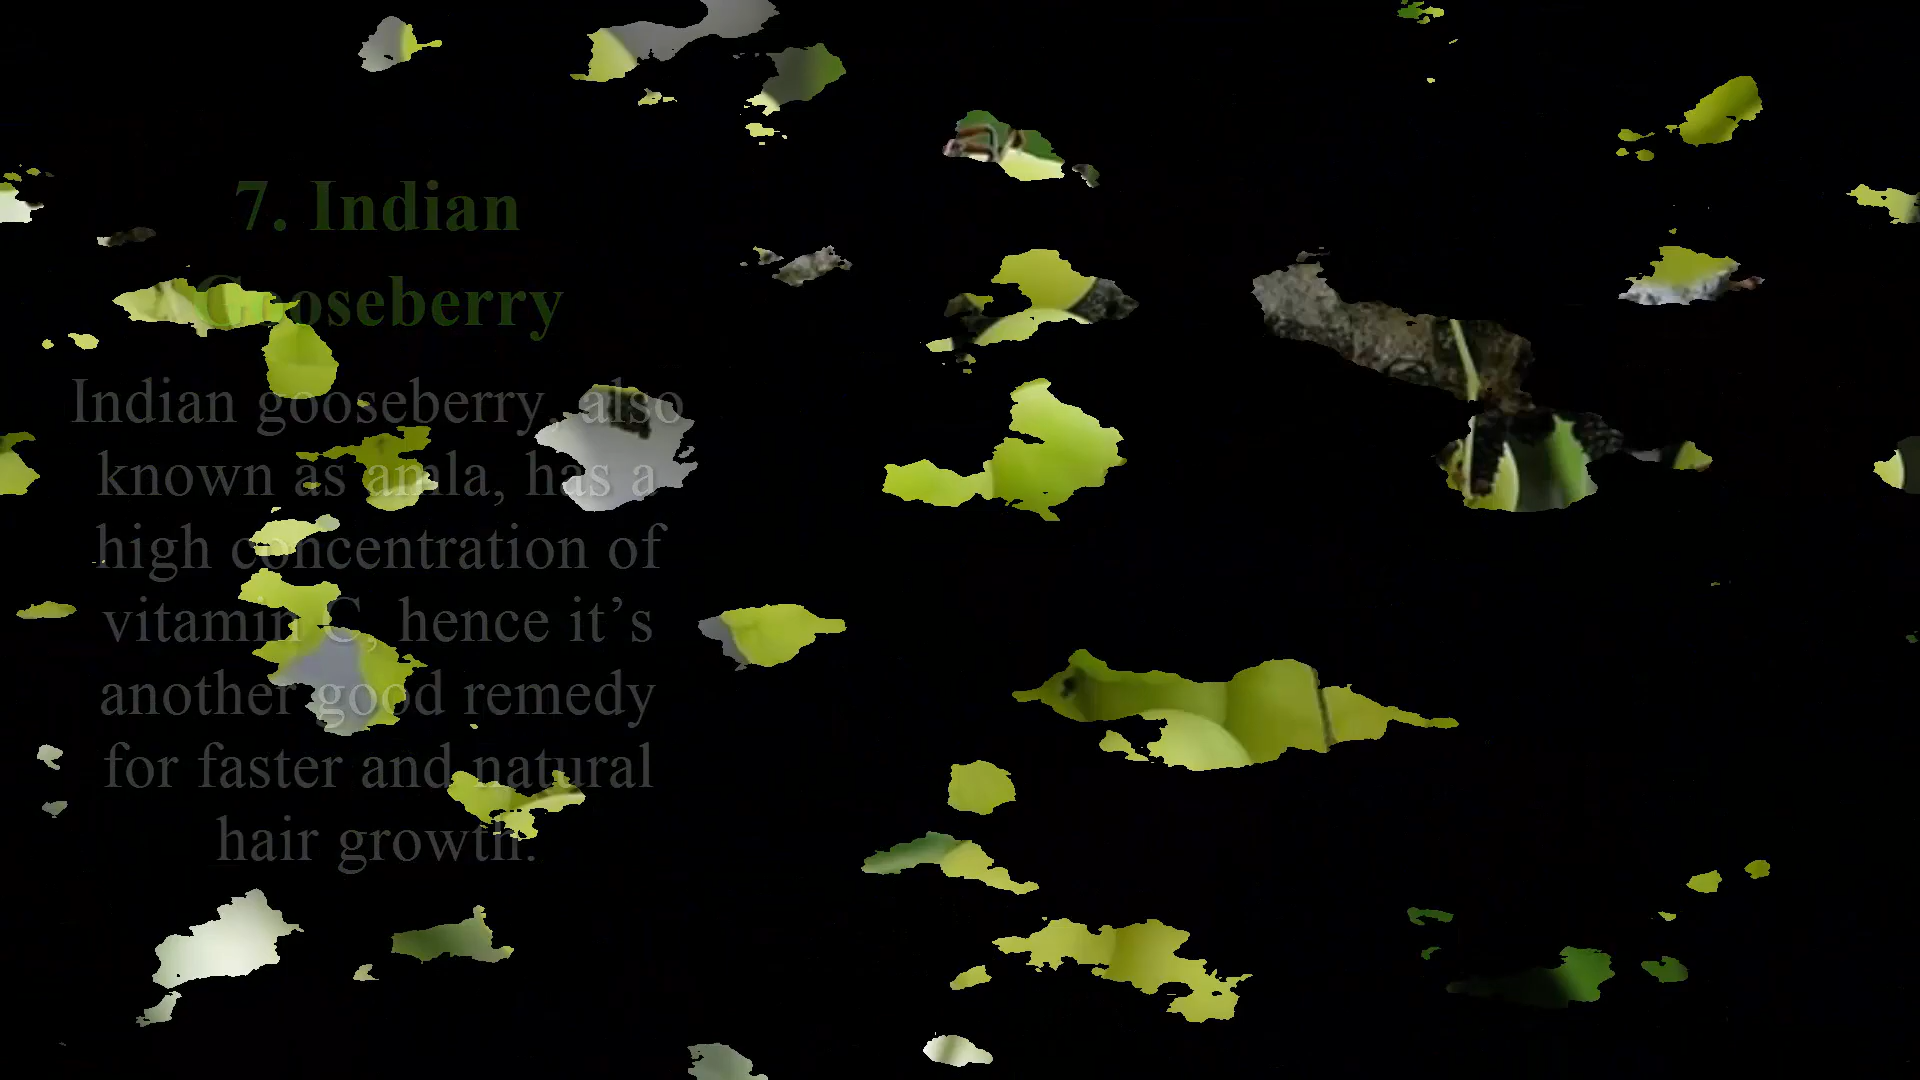 7. Indian
Gooseberry
Indian gooseberry, also
known as amla, has a
high concentration of
vitamin C, hence it’s
another good remedy
for faster and natural
hair growth.